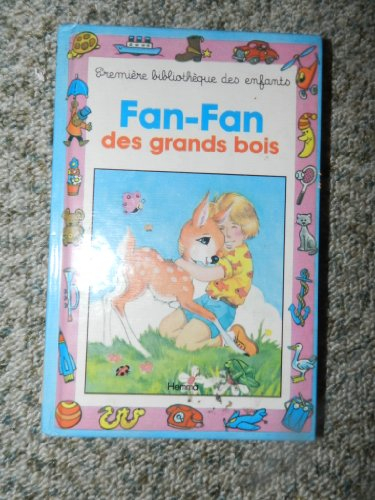 Première bibliothèque des enfants
Fan-Fan
des grands bois
Hemma